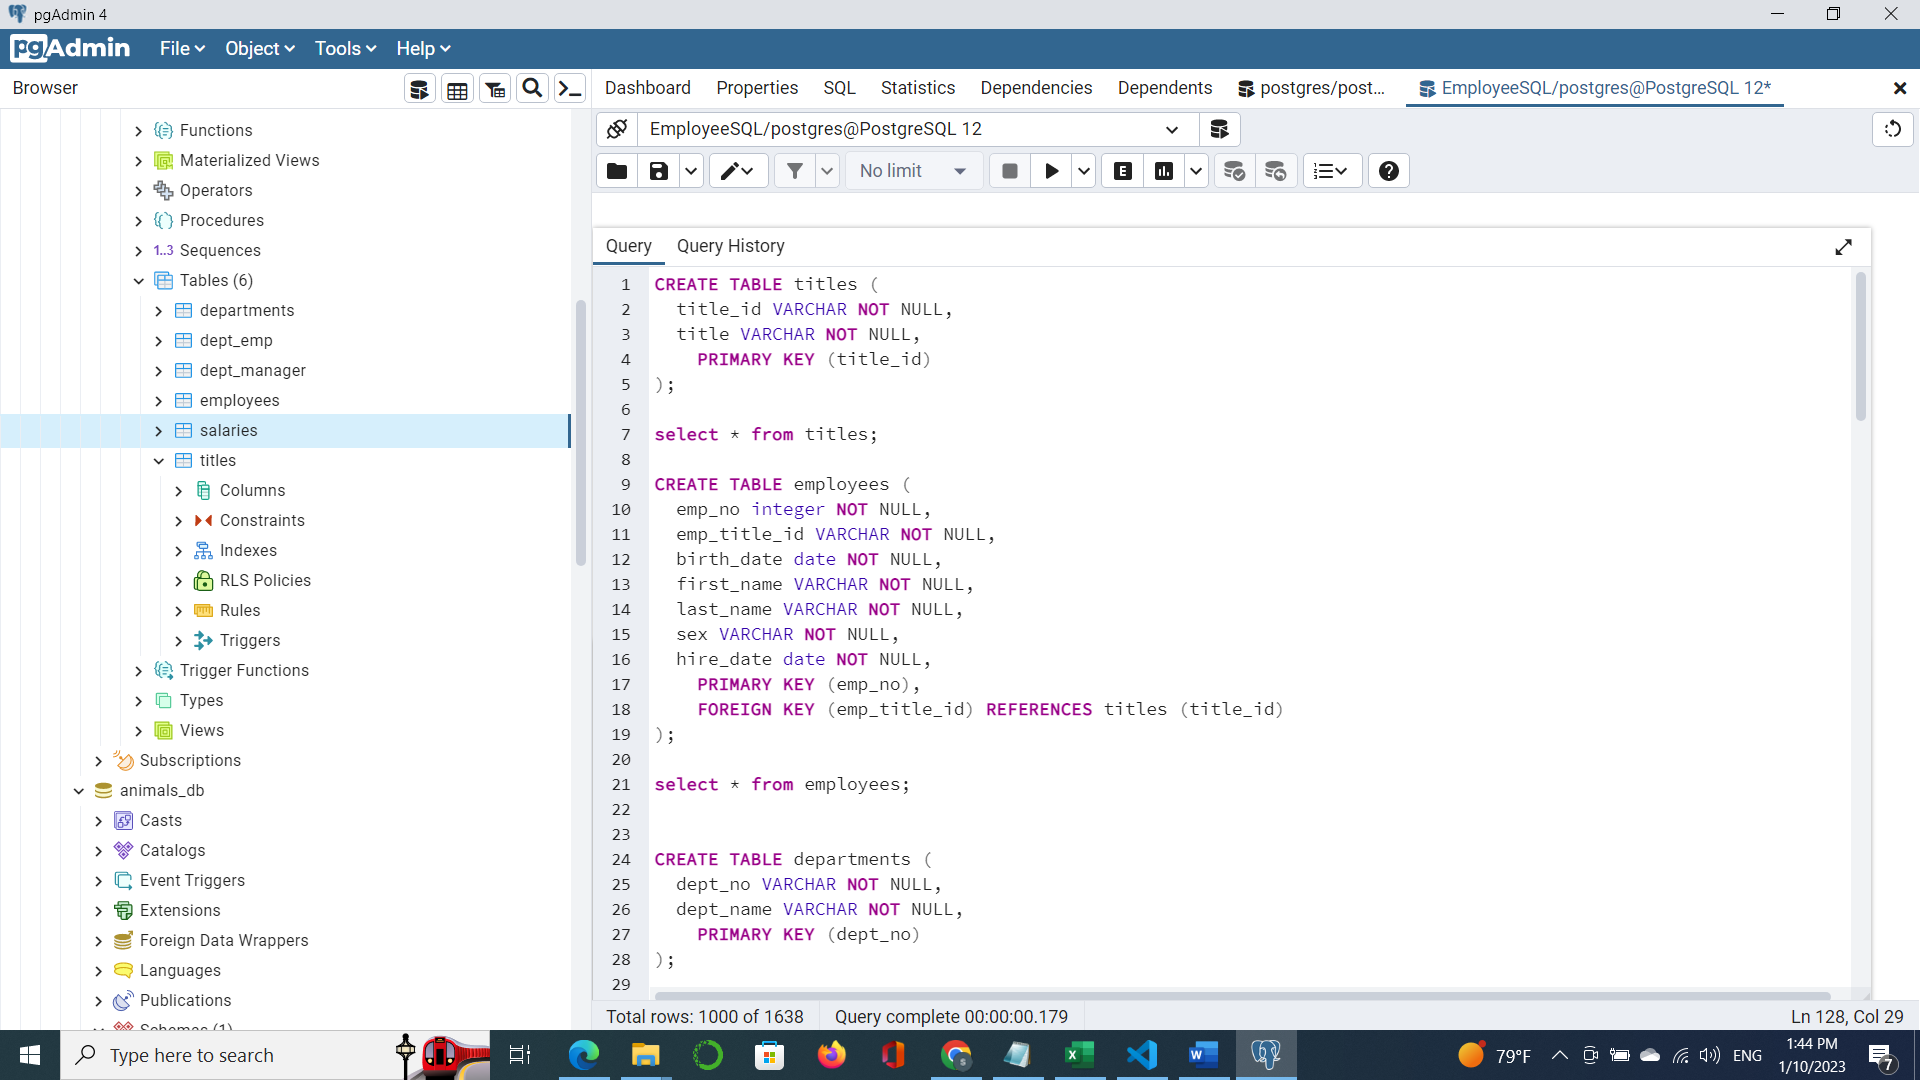 pgAdmin 4
pgAdmin File Object Tools Help
Browser
Dashboard Properties SQL Statistics Dependencies Dependents postgres/post... EmployeeSQL/postgres@PostgreSQL 12*
Functions
Materialized Views
Operators
Procedures
1..3 Sequences
Tables (6)
departments
dept_emp
dept_manager
employees
salaries
titles
Columns
Constraints
Indexes
RLS Policies
Rules
Triggers
Trigger Functions
Types
Views
Subscriptions
animals_db
Casts
Catalogs
Event Triggers
Extensions
Foreign Data Wrappers
Languages
Publications
Schemas (1)
EmployeeSQL/postgres@PostgreSQL 12
No limit
E
Query Query History
1 CREATE TABLE titles (
2 title_id VARCHAR NOT NULL,
3 title VARCHAR NOT NULL,
4 PRIMARY KEY (title_id)
5 );
6
7 select * from titles;
8
9 CREATE TABLE employees (
10 emp_no integer NOT NULL,
11 emp_title_id VARCHAR NOT NULL,
12 birth_date date NOT NULL,
13 first_name VARCHAR NOT NULL,
14 last_name VARCHAR NOT NULL,
15 sex VARCHAR NOT NULL,
16 hire_date date NOT NULL,
17 PRIMARY KEY (emp_no),
18 FOREIGN KEY (emp_title_id) REFERENCES titles (title_id)
19 );
20
21 select * from employees;
22
23
24 CREATE TABLE departments (
25 dept_no VARCHAR NOT NULL,
26 dept_name VARCHAR NOT NULL,
27 PRIMARY KEY (dept_no)
28 );
29
Total rows: 1000 of 1638 Query complete 00:00:00.179 Ln 128, Col 29
Type here to search
79°F ENG
1:44 PM
1/10/2023
7